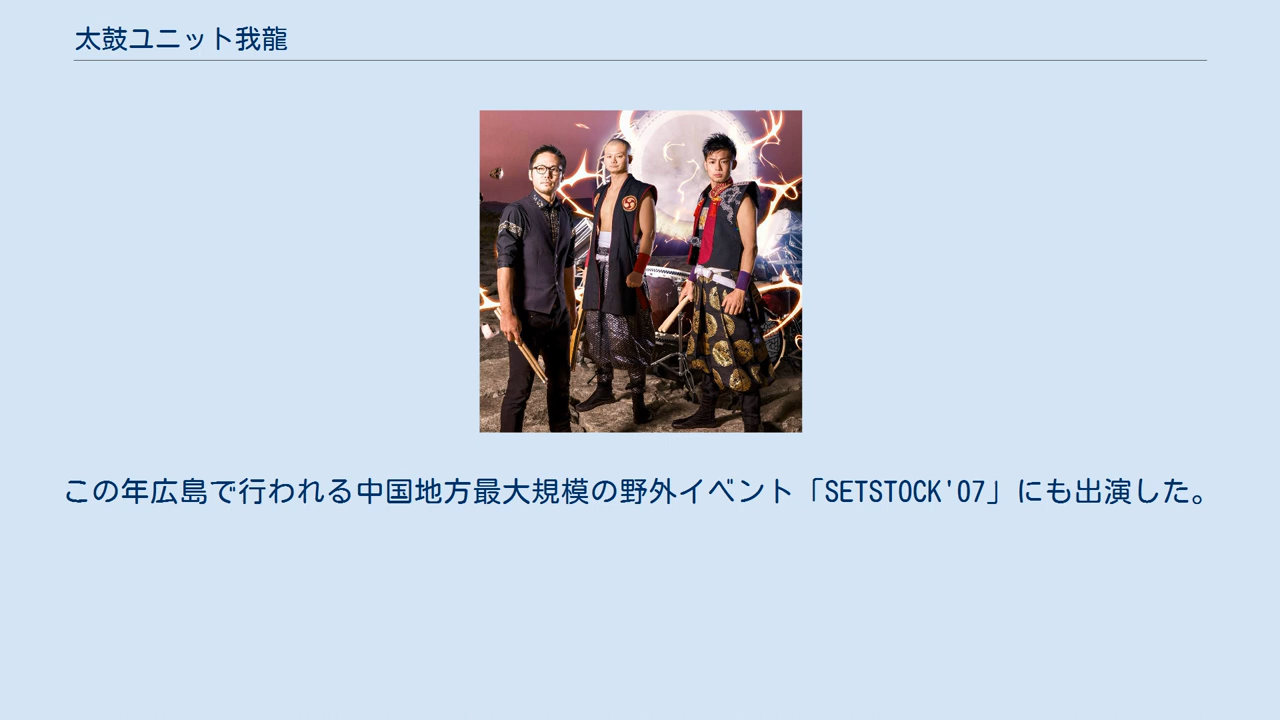 太鼓ユニット我龍
この年広島で行われる中国地方最大規模の野外イベント「SETSTOCK'07」にも出演した。